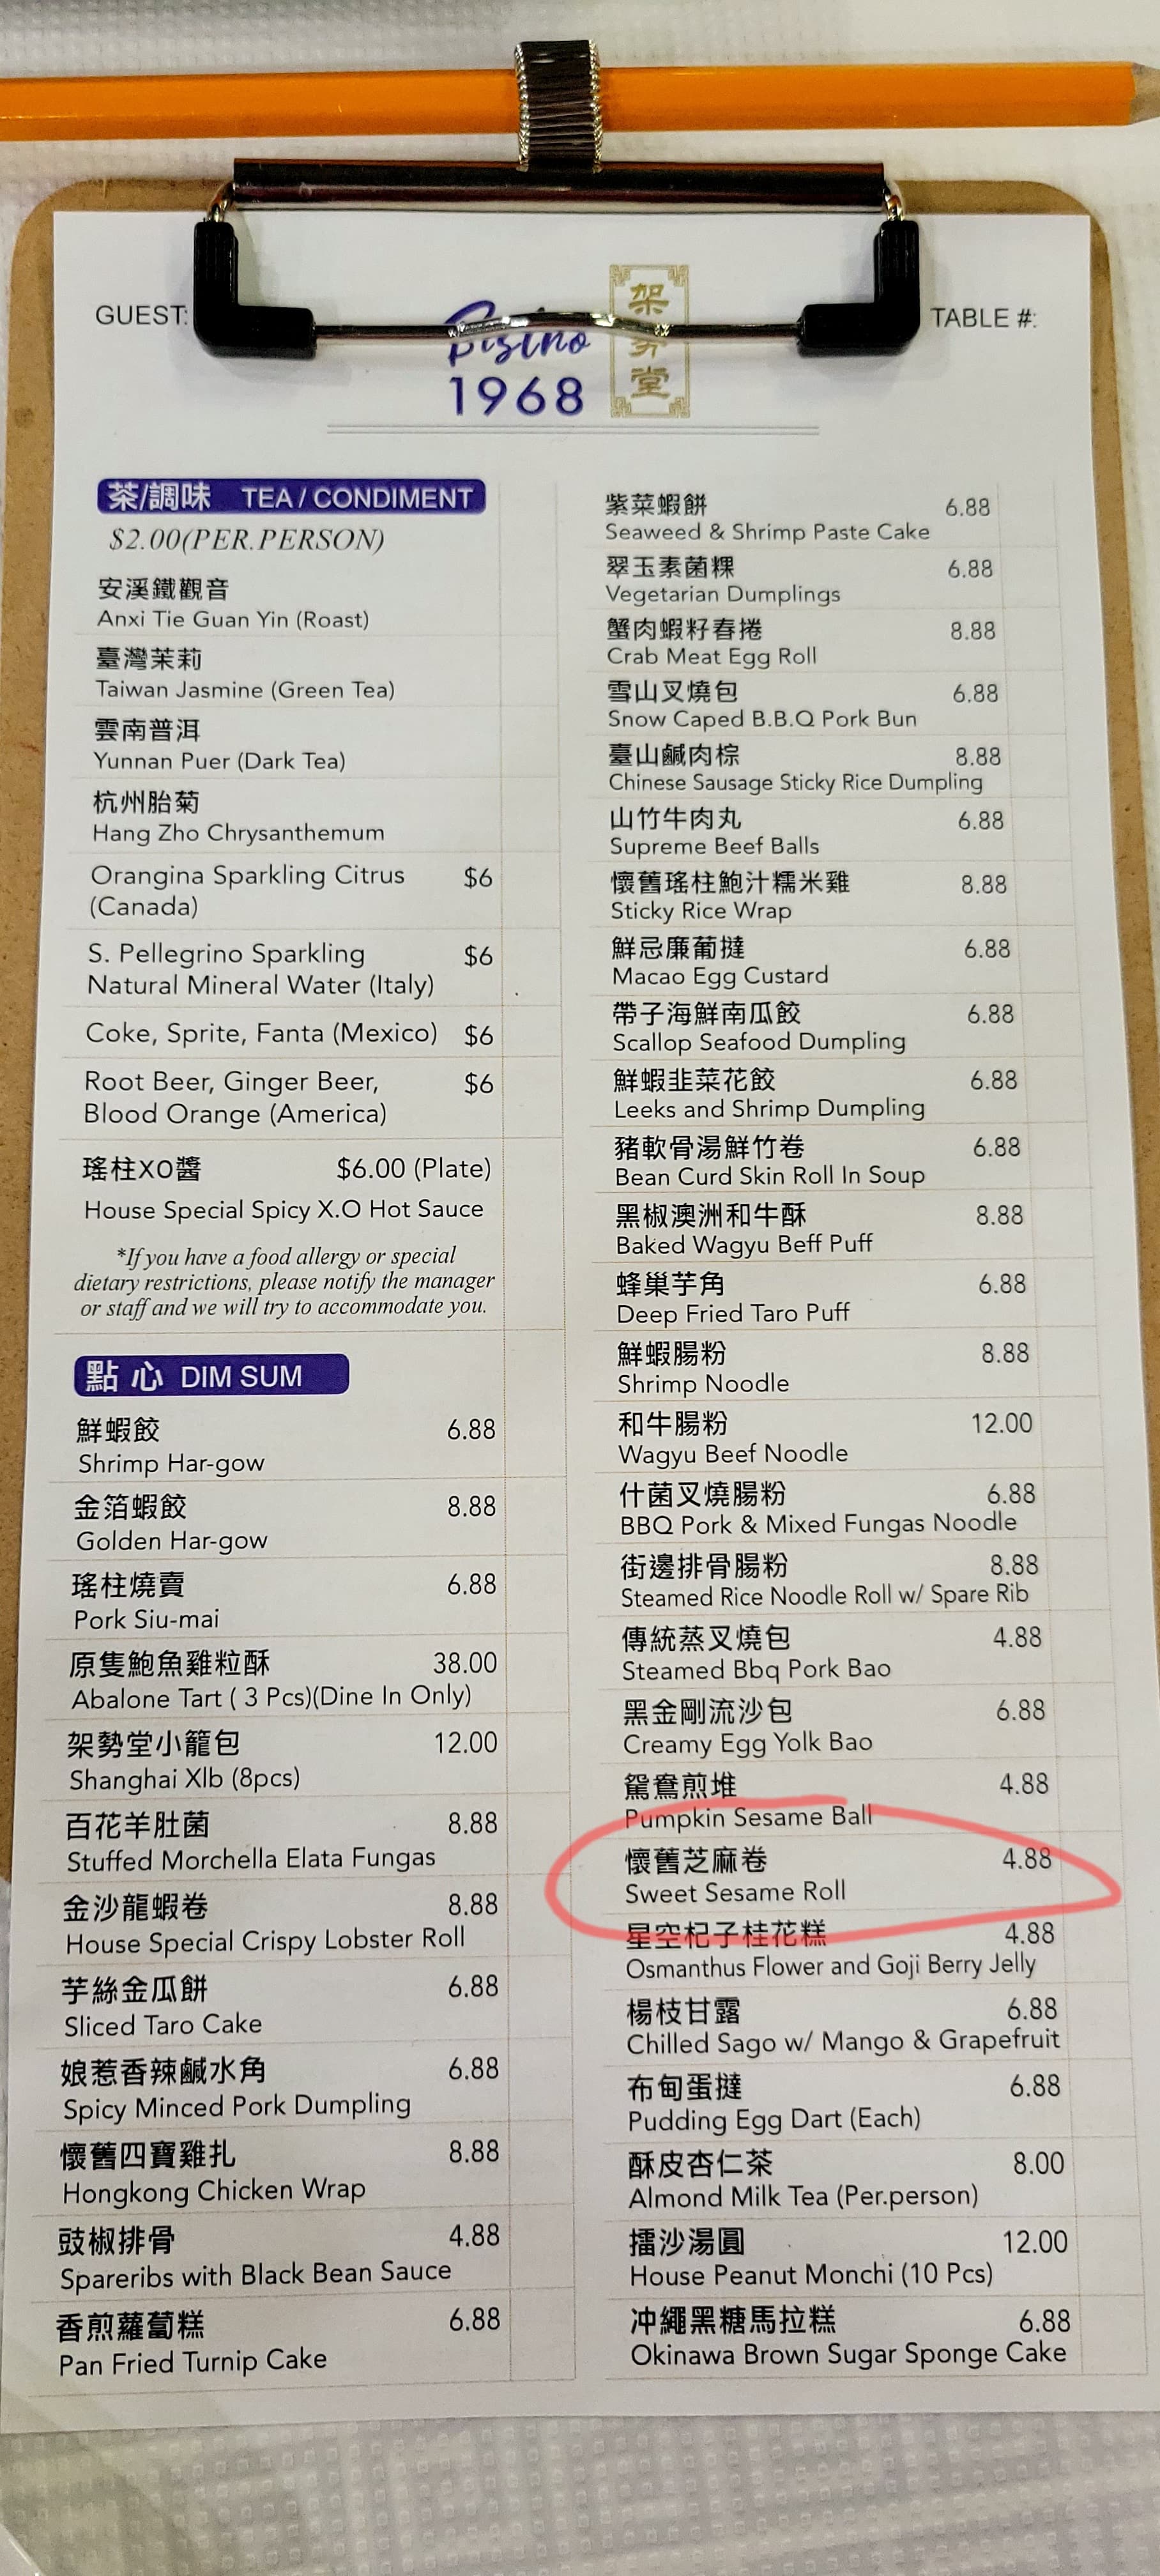 GUEST:
Bistro
1968
架勢堂
TABLE #:
茶/調味 TEA / CONDIMENT
$2.00(PER.PERSON)
安溪鐵觀音
Anxi Tie Guan Yin (Roast)
臺灣茉莉
Taiwan Jasmine (Green Tea)
雲南普洱
Yunnan Puer (Dark Tea)
杭州胎菊
Hang Zho Chrysanthemum
Orangina Sparkling Citrus $6
(Canada)
S. Pellegrino Sparkling $6
Natural Mineral Water (Italy)
Coke, Sprite, Fanta (Mexico) $6
Root Beer, Ginger Beer, $6
Blood Orange (America)
瑤柱XO醬 $6.00 (Plate)
House Special Spicy X.O Hot Sauce
*If you have a food allergy or special
dietary restrictions, please notify the manager
or staff and we will try to accommodate you.
點心 DIM SUM
鮮蝦餃 6.88
Shrimp Har-gow
金箔蝦餃 8.88
Golden Har-gow
瑤柱燒賣 6.88
Pork Siu-mai
原隻鮑魚雞粒酥 38.00
Abalone Tart ( 3 Pcs)(Dine In Only)
架勢堂小籠包 12.00
Shanghai Xlb (8pcs)
百花羊肚菌 8.88
Stuffed Morchella Elata Fungas
金沙龍蝦卷 8.88
House Special Crispy Lobster Roll
芋絲金瓜餅 6.88
Sliced Taro Cake
娘惹香辣鹹水角 6.88
Spicy Minced Pork Dumpling
懷舊四寶雞扎 8.88
Hongkong Chicken Wrap
豉椒排骨 4.88
Spareribs with Black Bean Sauce
香煎蘿蔔糕 6.88
Pan Fried Turnip Cake
紫菜蝦餅 6.88
Seaweed & Shrimp Paste Cake
翠玉素菌粿 6.88
Vegetarian Dumplings
蟹肉蝦籽春捲 8.88
Crab Meat Egg Roll
雪山叉燒包 6.88
Snow Caped B.B.Q Pork Bun
臺山鹹肉棕 8.88
Chinese Sausage Sticky Rice Dumpling
山竹牛肉丸 6.88
Supreme Beef Balls
懷舊瑤柱鮑汁糯米雞 8.88
Sticky Rice Wrap
鮮忌廉葡撻 6.88
Macao Egg Custard
帶子海鮮南瓜餃 6.88
Scallop Seafood Dumpling
鮮蝦韭菜花餃 6.88
Leeks and Shrimp Dumpling
豬軟骨湯鮮竹卷 6.88
Bean Curd Skin Roll In Soup
黑椒澳洲和牛酥 8.88
Baked Wagyu Beff Puff
蜂巢芋角 6.88
Deep Fried Taro Puff
鮮蝦腸粉 8.88
Shrimp Noodle
和牛腸粉 12.00
Wagyu Beef Noodle
什菌叉燒腸粉 6.88
BBQ Pork & Mixed Fungas Noodle
街邊排骨腸粉 8.88
Steamed Rice Noodle Roll w/ Spare Rib
傳統蒸叉燒包 4.88
Steamed Bbq Pork Bao
黑金剛流沙包 6.88
Creamy Egg Yolk Bao
鴛鴦煎堆 4.88
Pumpkin Sesame Ball
懷舊芝麻卷 4.88
Sweet Sesame Roll
星空杞子桂花糕 4.88
Osmanthus Flower and Goji Berry Jelly
楊枝甘露 6.88
Chilled Sago w/ Mango & Grapefruit
布甸蛋撻 6.88
Pudding Egg Dart (Each)
酥皮杏仁茶 8.00
Almond Milk Tea (Per.person)
擂沙湯圓 12.00
House Peanut Monchi (10 Pcs)
冲繩黑糖馬拉糕 6.88
Okinawa Brown Sugar Sponge Cake